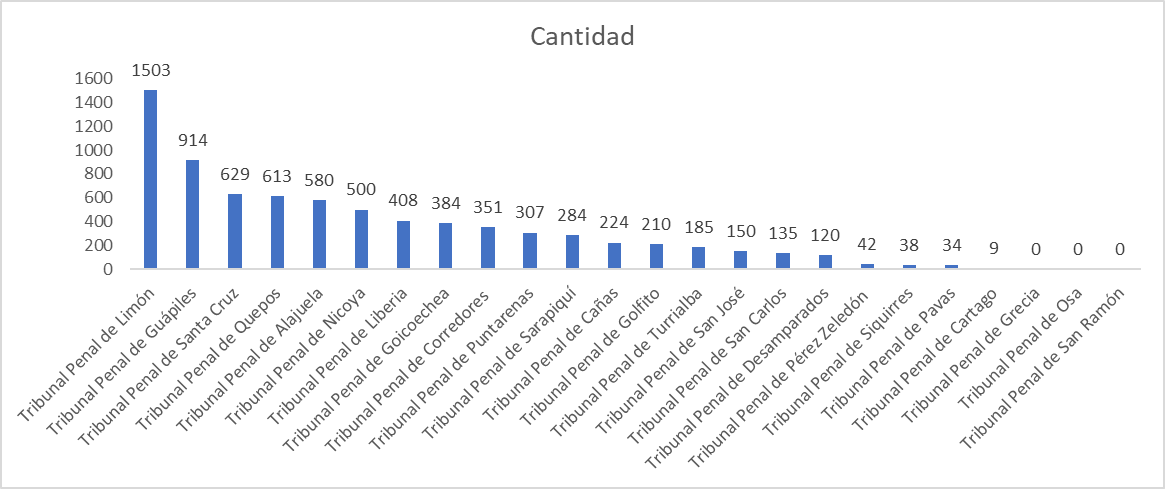 Cantidad
1600
1400
1200
1000
800
600
400
200
0
1503
914
629
613
580
500
408
384
351
307
284
224
210
185
150
135
120
42
38
34
9
0
0
0
Tribunal Penal de Limón
Tribunal Penal de Guápiles
Tribunal Penal de Santa Cruz
Tribunal Penal de Quepos
Tribunal Penal de Alajuela
Tribunal Penal de Nicoya
Tribunal Penal de Liberia
Tribunal Penal de Goicoechea
Tribunal Penal de Corredores
Tribunal Penal de Puntarenas
Tribunal Penal de Sarapiquí
Tribunal Penal de Cañas
Tribunal Penal de Golfito
Tribunal Penal de Turrialba
Tribunal Penal de San José
Tribunal Penal de San Carlos
Tribunal Penal de Desamparados
Tribunal Penal de Pérez Zeledón
Tribunal Penal de Siquirres
Tribunal Penal de Pavas
Tribunal Penal de Cartago
Tribunal Penal de Grecia
Tribunal Penal de Osa
Tribunal Penal de San Ramón